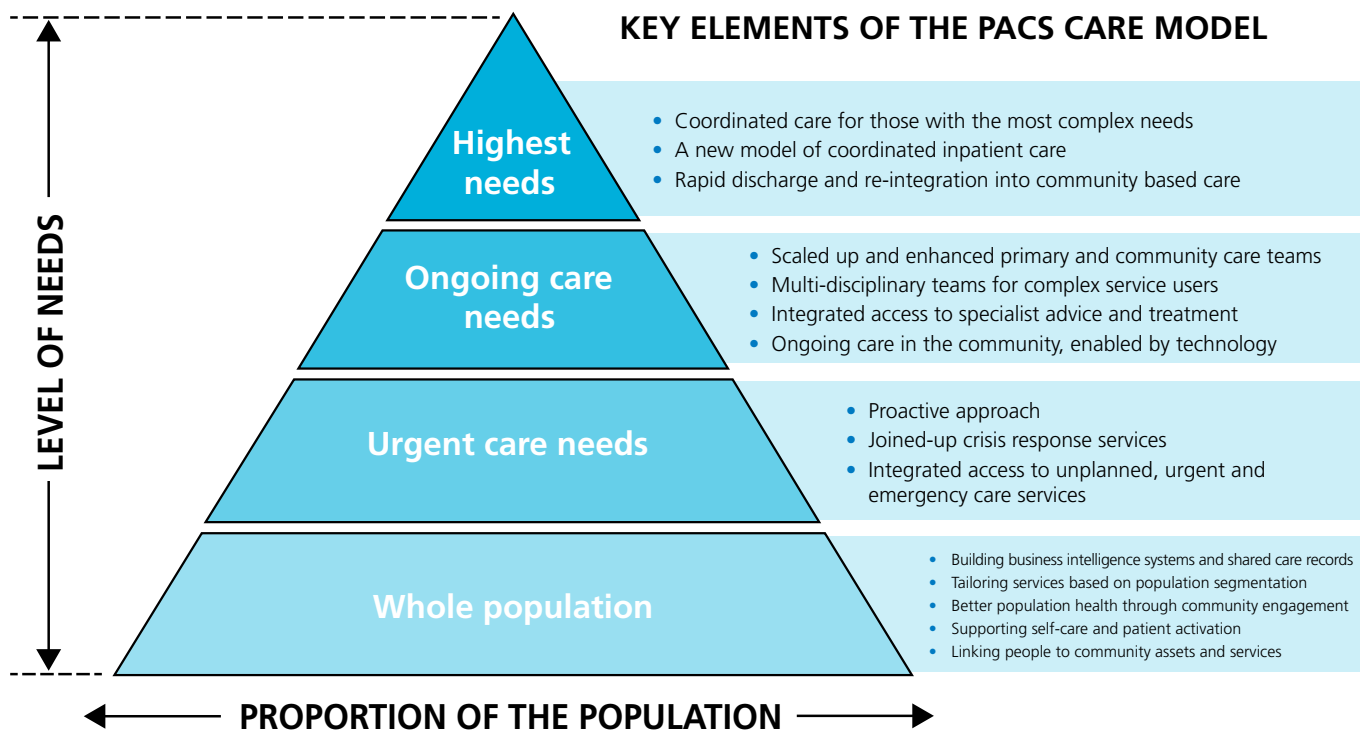 KEY ELEMENTS OF THE PACS CARE MODEL
LEVEL OF NEEDS
Highest
needs
• Coordinated care for those with the most complex needs
• A new model of coordinated inpatient care
• Rapid discharge and re-integration into community based care
Ongoing care
needs
• Scaled up and enhanced primary and community care teams
• Multi-disciplinary teams for complex service users
• Integrated access to specialist advice and treatment
• Ongoing care in the community, enabled by technology
Urgent care needs
• Proactive approach
• Joined-up crisis response services
• Integrated access to unplanned, urgent and
emergency care services
Whole population
• Building business intelligence systems and shared care records
• Tailoring services based on population segmentation
• Better population health through community engagement
• Supporting self-care and patient activation
• Linking people to community assets and services
PROPORTION OF THE POPULATION